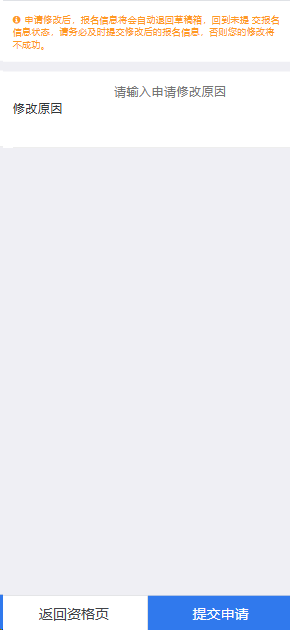 申请修改后，报名信息将会自动退回草稿箱，回到未提 交报名
信息状态，请务必及时提交修改后的报名信息，否则您的修改将
不成功。
请输入申请修改原因
修改原因
返回资格页
提交申请